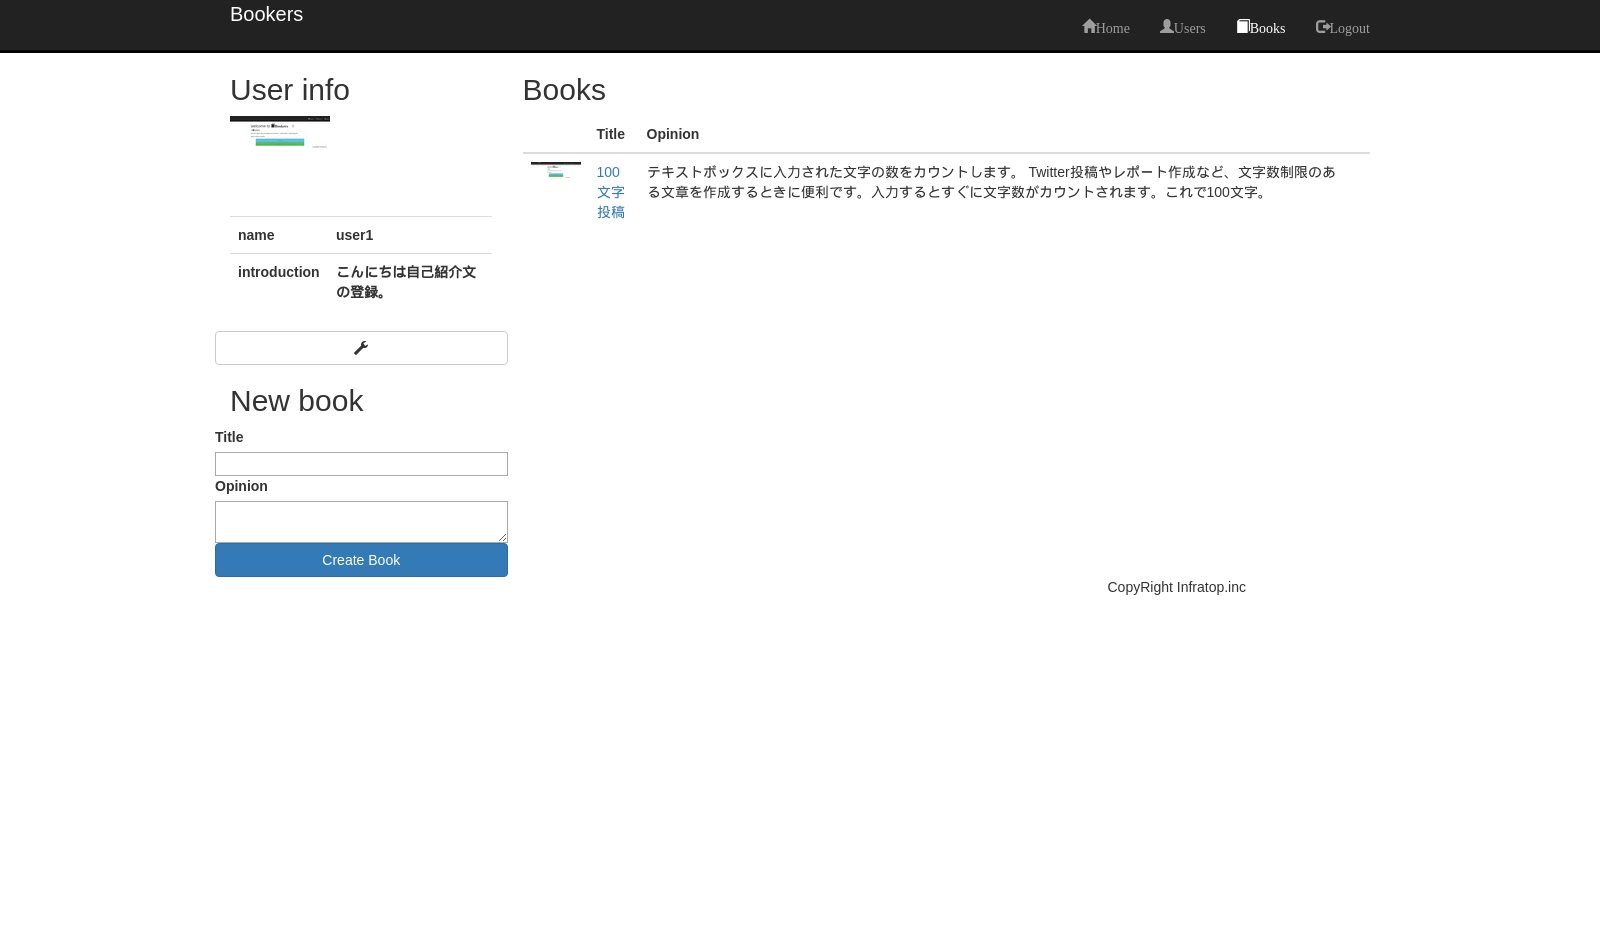 Bookers
Home Users Books Logout
User info
name user1
introduction こんにちは自己紹介文
の登録。
New book
Title
Opinion
Create Book
Books
Title Opinion
100
文字
投稿
テキストボックスに入力された文字の数をカウントします。 Twitter投稿やレポート作成など、文字数制限のあ
る文章を作成するときに便利です。入力するとすぐに文字数がカウントされます。これで100文字。
CopyRight Infratop.inc